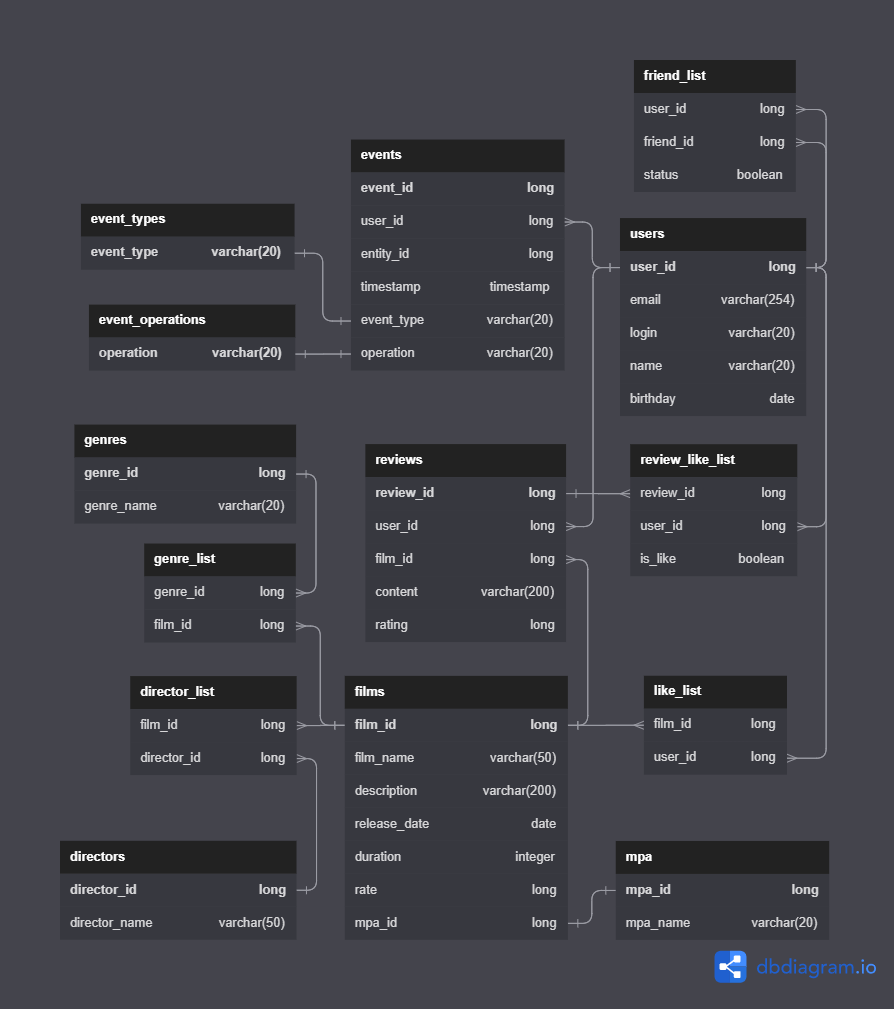 friend_list
user_id long
friend_id long
status boolean
events
event_id long
user_id long
entity_id long
timestamp timestamp
event_type varchar(20)
operation varchar(20)
event_types
event_type varchar(20)
users
user_id long
email varchar(254)
login varchar(20)
name varchar(20)
birthday date
event_operations
operation varchar(20)
genres
genre_id long
genre_name varchar(20)
reviews
review_id long
user_id long
film_id long
content varchar(200)
rating long
review_like_list
review_id long
user_id long
is_like boolean
genre_list
genre_id long
film_id long
director_list
film_id long
director_id long
films
film_id long
film_name varchar(50)
description varchar(200)
release_date date
duration integer
rate long
mpa_id long
like_list
film_id long
user_id long
directors
director_id long
director_name varchar(50)
mpa
mpa_id long
mpa_name varchar(20)
dbdiagram.io